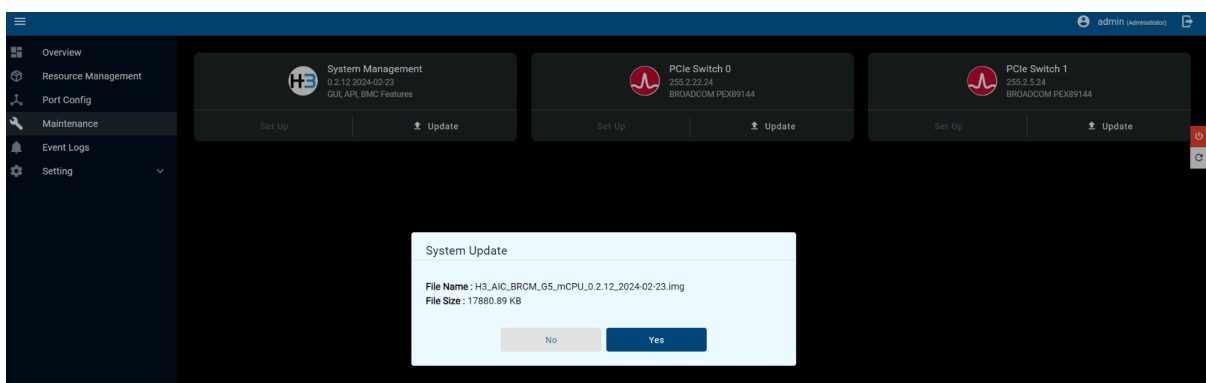 admin (Administrator)
Overview
Resource Management
Port Config
Maintenance
Event Logs
Setting
H3
System Management
0.2.12 2024-02-23
GUI, API, BMC Features
Set Up
Update
PCIe Switch 0
255.2.22.24
BROADCOM PEX89144
Set Up
Update
PCIe Switch 1
255.2.5.24
BROADCOM PEX89144
Set Up
Update
System Update
File Name : H3_AIC_BRCM_G5_mCPU_0.2.12_2024-02-23.img
File Size : 17880.89 KB
No
Yes